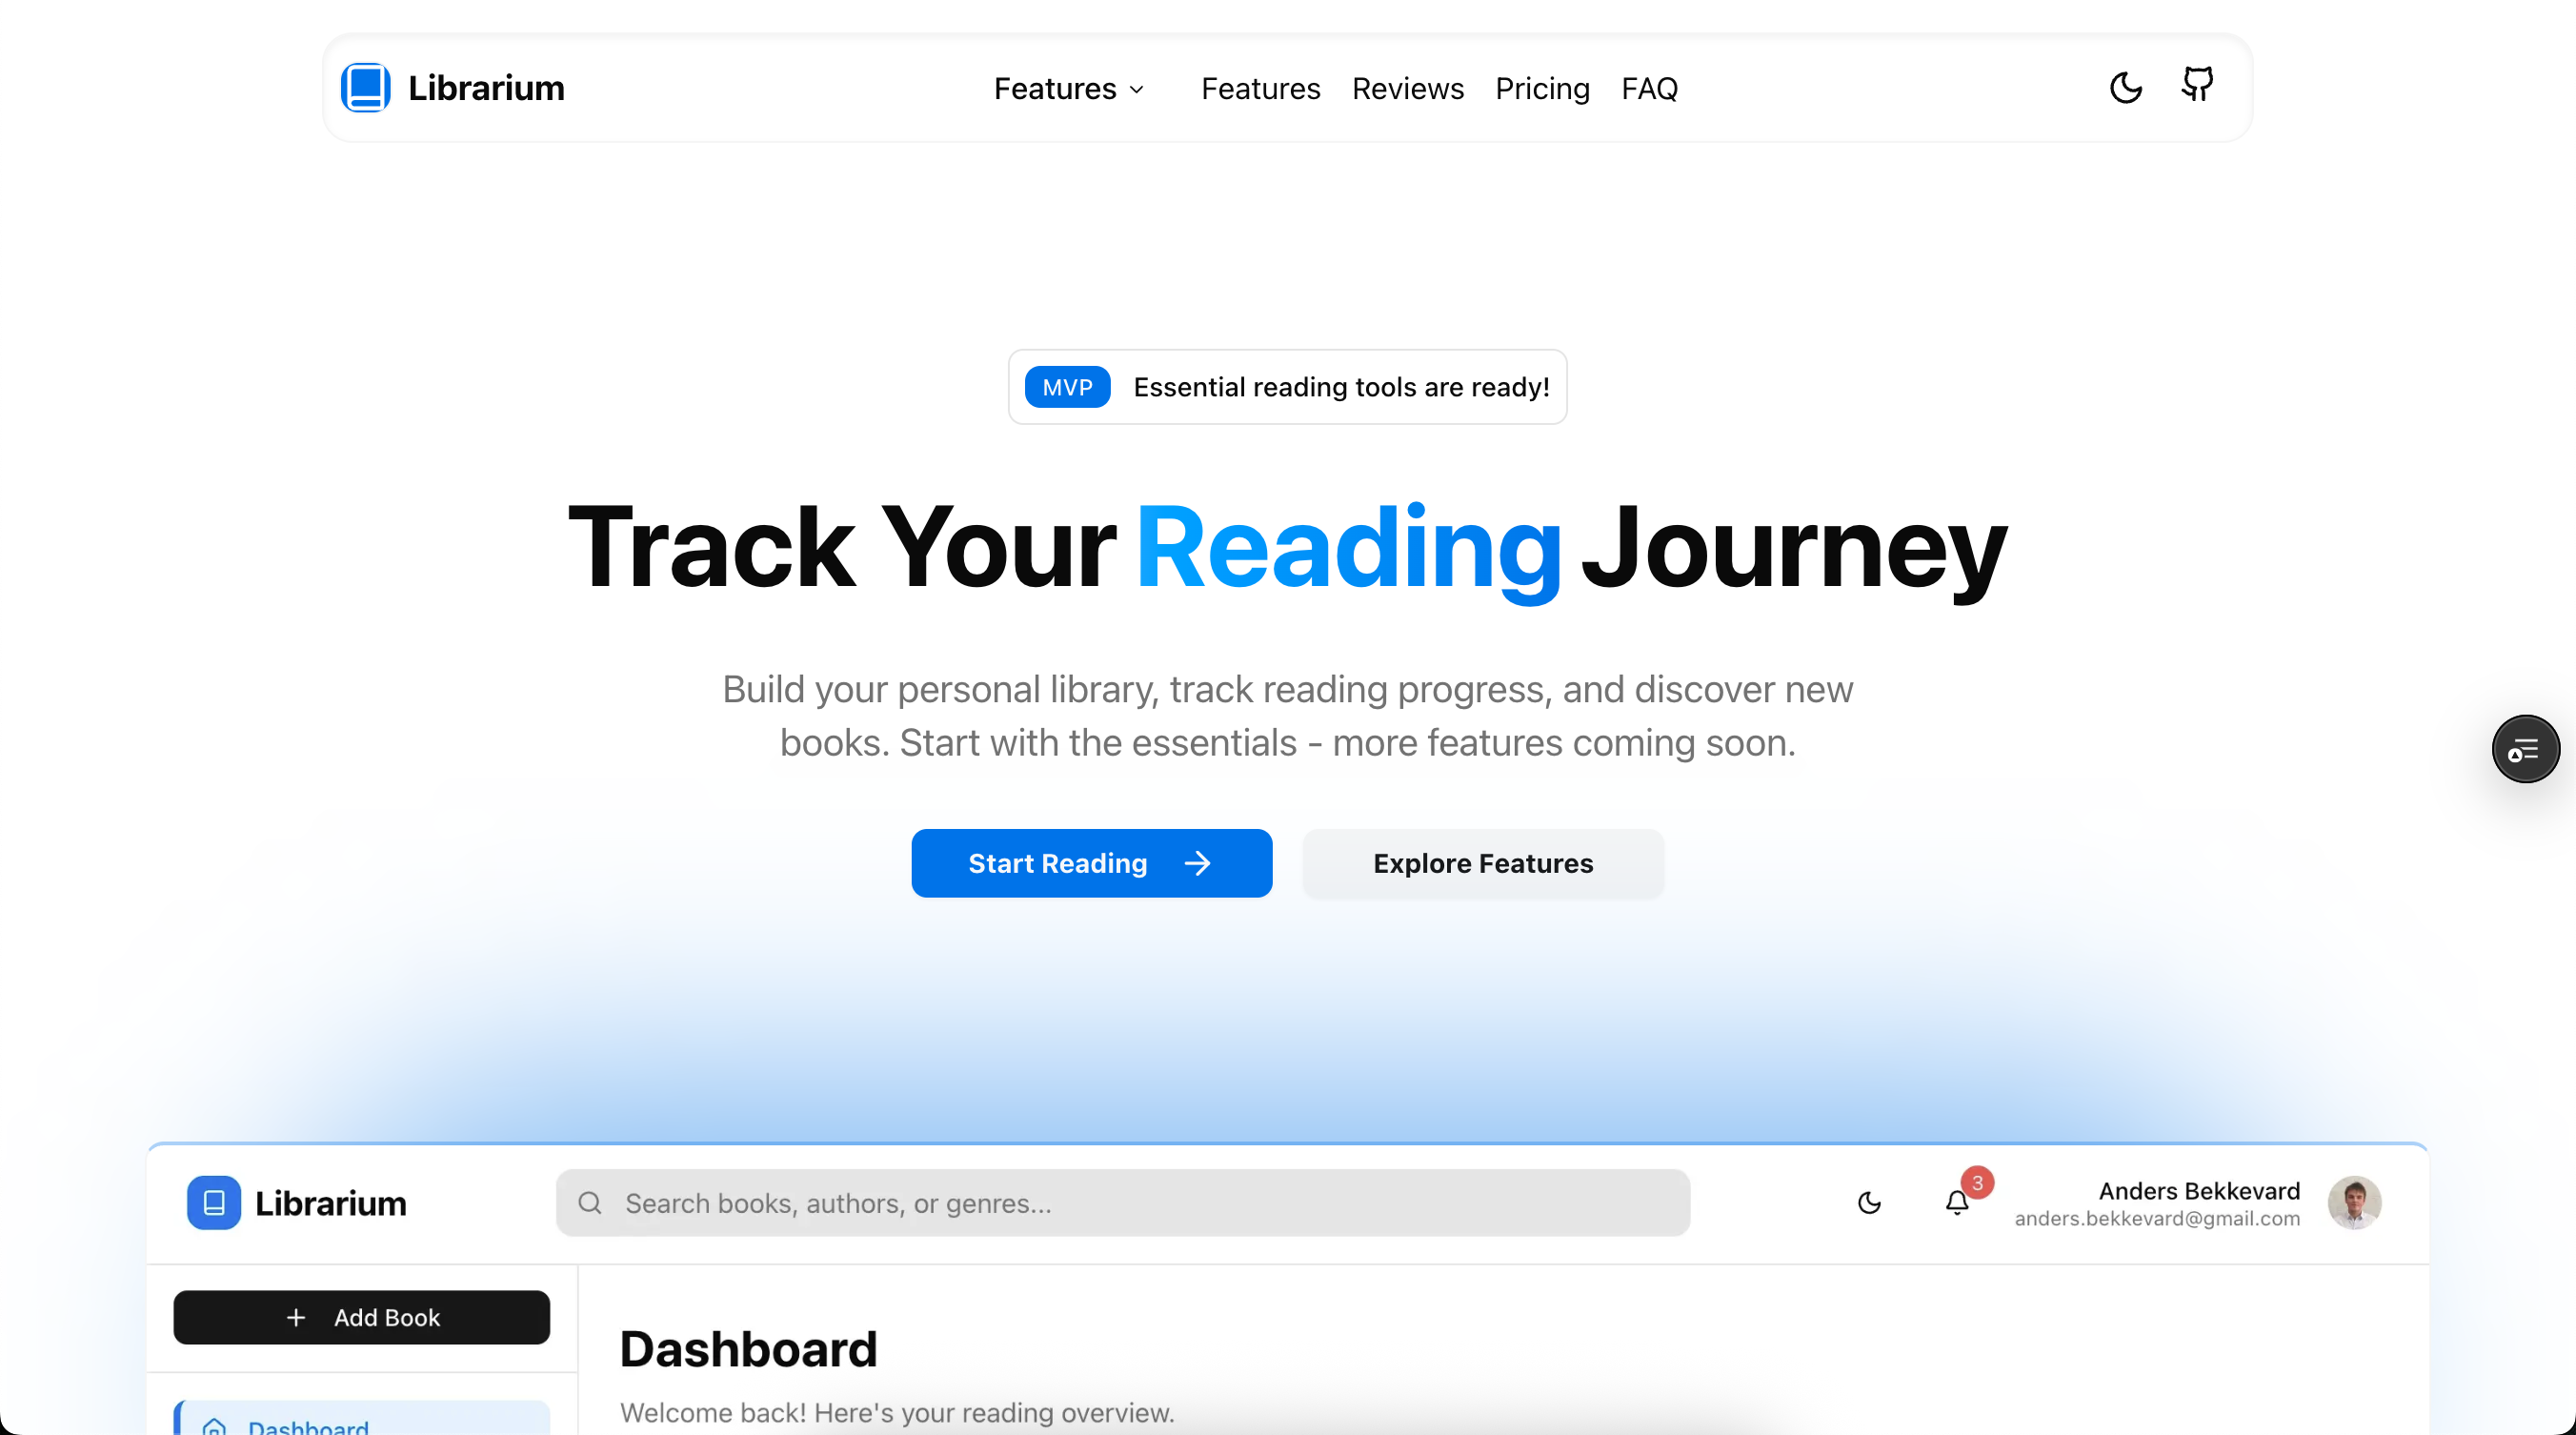 Librarium
Features Features Reviews Pricing FAQ
MVP Essential reading tools are ready!
Track Your Reading Journey
Build your personal library, track reading progress, and discover new
books. Start with the essentials - more features coming soon.
Start Reading
Explore Features
Librarium
Search books, authors, or genres...
3
Anders Bekkevard
anders.bekkevard@gmail.com
Add Book
Dashboard
Dashboard
Welcome back! Here's your reading overview.